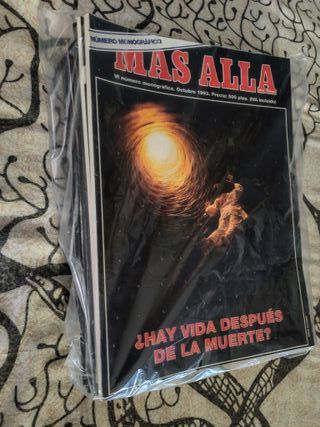 NÚMERO MONOGRÁFICO
MAS ALLA
VI número monográfico. Octubre 1993. Precio: 500 ptas. (IVA incluido)
¿HAY VIDA DESPUÉS
DE LA MUERTE?